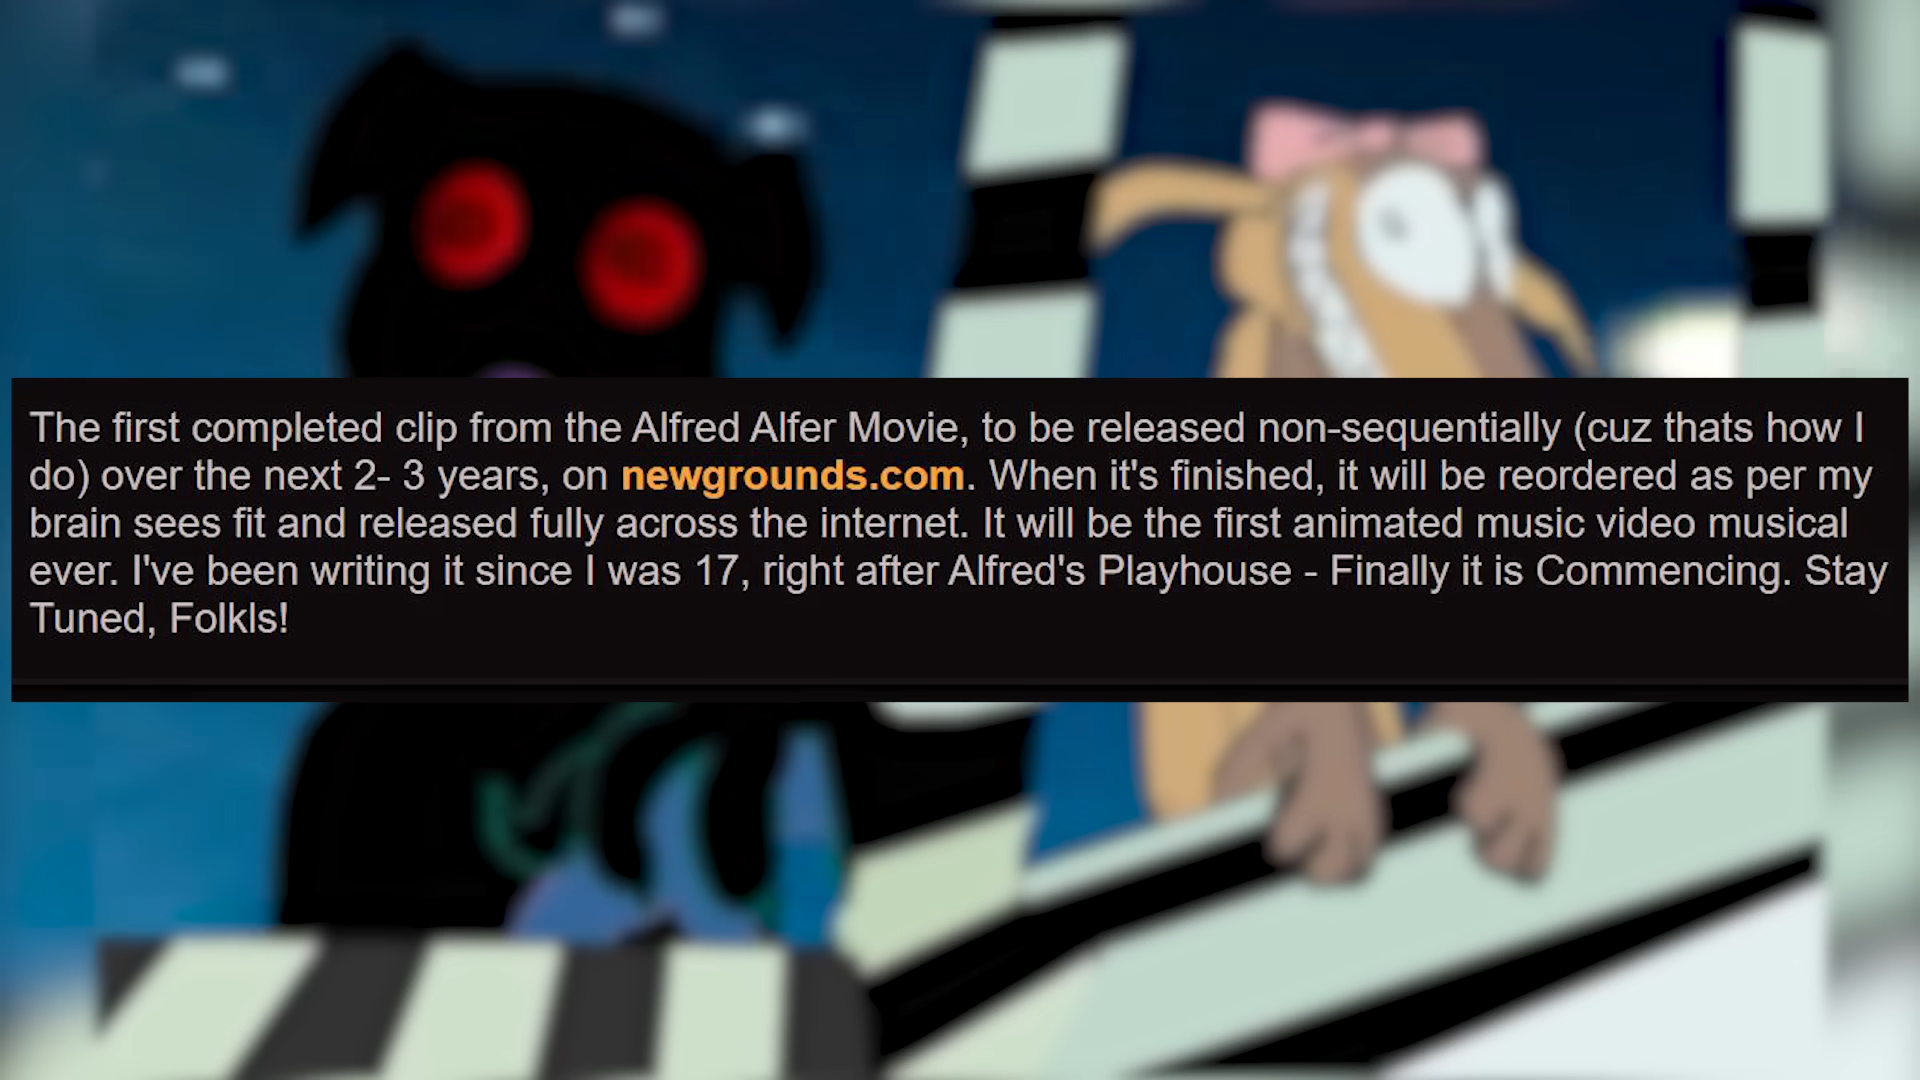 The first completed clip from the Alfred Alfer Movie, to be released non-sequentially (cuz thats how I
do) over the next 2- 3 years, on newgrounds.com. When it's finished, it will be reordered as per my
brain sees fit and released fully across the internet. It will be the first animated music video musical
ever. I've been writing it since I was 17, right after Alfred's Playhouse - Finally it is Commencing. Stay
Tuned, Folkls!